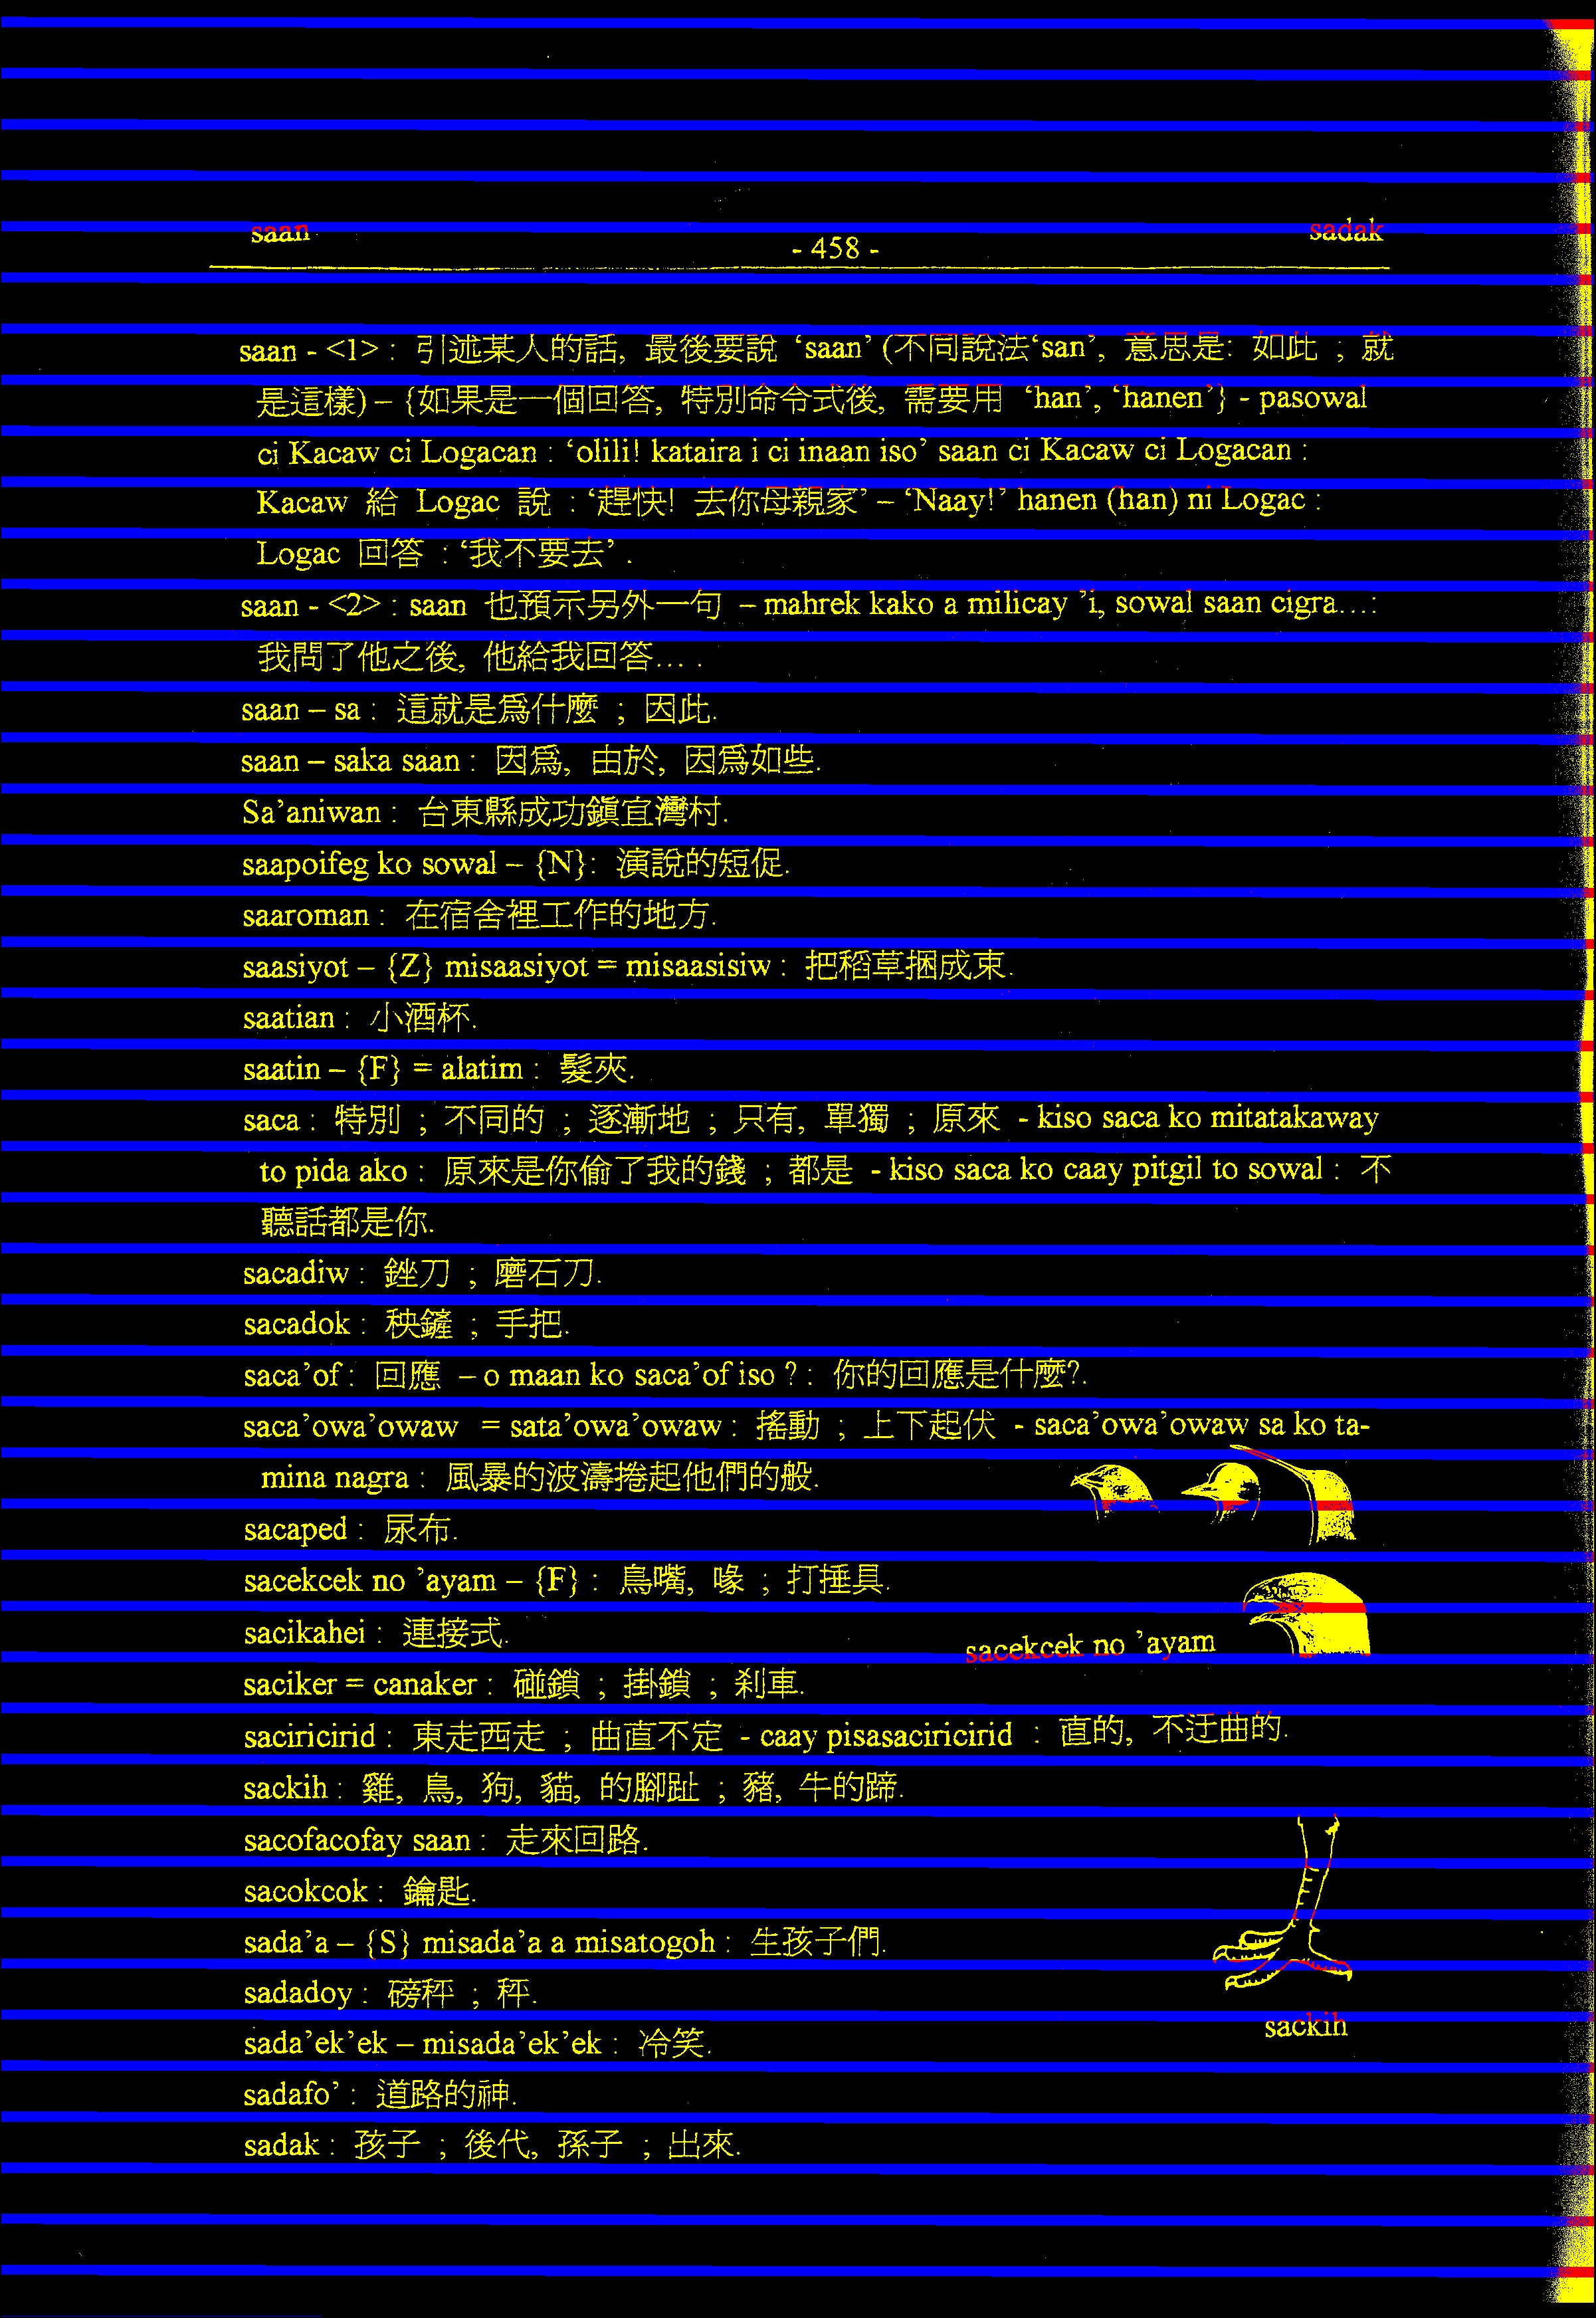 saan
- 458 -
sadak
saan - <1> : 引述某人的話, 最後要說 ‘saan’ (不同說法‘san’, 意思是: 如此 ; 就
是這樣) – {如果是一個回答, 特別命令式後, 需要用 ‘han’, ‘hanen’} - pasowal
ci Kacaw ci Logacan : ‘olili! kataira i ci inaan iso’ saan ci Kacaw ci Logacan :
Kacaw 給 Logac 說 : ‘趕快! 去你母親家’ – ‘Naay!’ hanen (han) ni Logac :
Logac 回答 : ‘我不要去’ .
saan - <2> : saan 也預示另外一句 – mahrek kako a milicay ’i, sowal saan cigra…:
我問了他之後, 他給我回答… .
saan – sa : 這就是爲什麼 ; 因此.
saan – saka saan : 因爲, 由於, 因爲如些.
Sa’aniwan : 台東縣成功鎭宜灣村.
saapoifeg ko sowal – {N}: 演說的短促.
saaroman : 在宿舍裡工作的地方.
saasiyot – {Z} misaasiyot = misaasisiw : 把稻草捆成束.
saatian : 小酒杯.
saatin – {F} = alatim : 髮夾.
saca : 特別 ; 不同的 ; 逐漸地 ; 只有, 單獨 ; 原來 - kiso saca ko mitatakaway
to pida ako : 原來是你偷了我的錢 ; 都是 - kiso saca ko caay pitgil to sowal : 不
聽話都是你.
sacadiw : 銼刀 ; 磨石刀.
sacadok : 秧鏟 ; 手把.
saca’of : 回應 – o maan ko saca’of iso ? : 你的回應是什麼?.
saca’owa’owaw = sata’owa’owaw : 搖動 ; 上下起伏 - saca’owa’owaw sa ko ta-
mina nagra : 風暴的波濤捲起他們的般.
sacaped : 尿布.
sacekcek no ’ayam – {F} : 鳥嘴, 喙 ; 打捶具.
sacikahei : 連接式.
sacekcek no ’ayam
saciker = canaker : 碰鎖 ; 掛鎖 ; 刹車.
saciricirid : 東走西走 ; 曲直不定 - caay pisasaciricirid : 直的, 不迂曲的.
sackih : 雞, 鳥, 狗, 貓, 的腳趾 ; 豬, 牛的蹄.
sacofacofay saan : 走來回路.
sacokcok : 鑰匙.
sada’a – {S} misada’a a misatogoh : 生孩子們.
sadadoy : 磅秤 ; 秤.
sackih
sada’ek’ek – misada’ek’ek : 冷笑.
sadafo’ : 道路的神.
sadak : 孩子 ; 後代, 孫子 ; 出來.